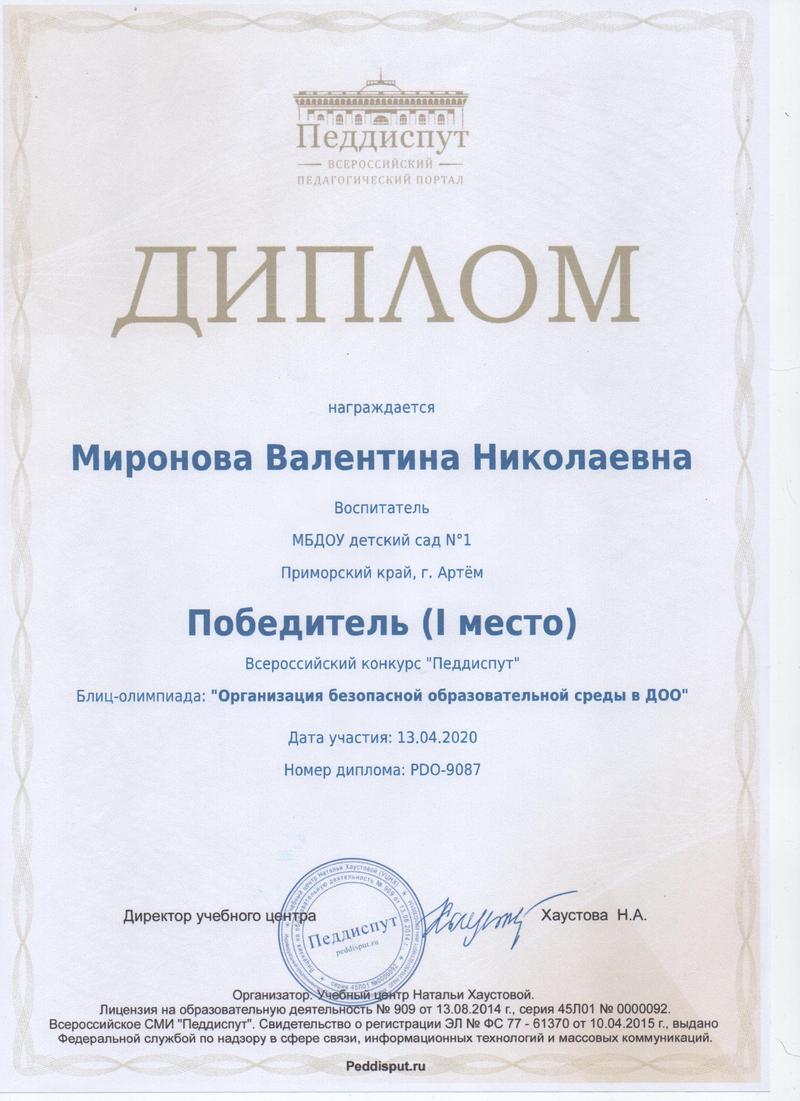 Педдиспут
ВСЕРОССИЙСКИЙ
ПЕДАГОГИЧЕСКИЙ ПОРТАЛ
ДИПЛОМ
награждается
Миронова Валентина Николаевна
Воспитатель
МБДОУ детский сад N°1
Приморский край, г. Артём
Победитель (I место)
Всероссийский конкурс "Педдиспут"
Блиц-олимпиада: "Организация безопасной образовательной среды в ДОО"
Дата участия: 13.04.2020
Номер диплома: PDO-9087
Директор учебного центра
Педдиспут
peddisput.ru
серия 45Л01 №0000092
Хаустова Н.А.
Организатор. Учебный центр Натальи Хаустовой.
Лицензия на образовательную деятельность № 909 от 13.08.2014 г., серия 45Л01 № 0000092.
Всероссийское СМИ "Педдиспут". Свидетельство о регистрации ЭЛ № ФС 77 - 61370 от 10.04.2015 г., выдано
Федеральной службой по надзору в сфере связи, информационных технологий и массовых коммуникаций.
Peddisput.ru